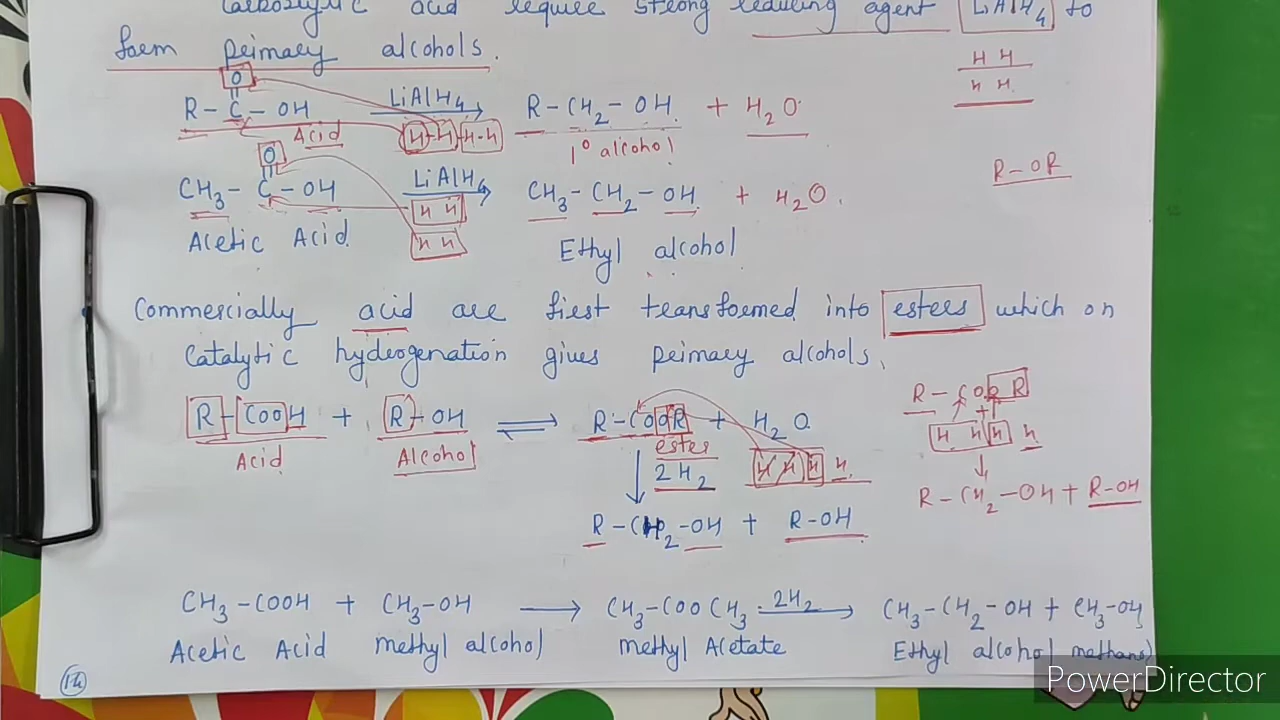 Carboxylic acid require strong reducing agent LiAlH4 to
form primary alcohols.
H H
H H
R-C(=O)-OH LiAlH4 → R-CH2-OH + H2O
Acid H-H H-H 1° alcohol
R-OR
CH3-C(=O)-OH LiAlH4 → CH3-CH2-OH + H2O.
H H
H H
Acetic Acid Ethyl alcohol
Commercially acid are first transformed into esters which on
catalytic hydrogenation gives primary alcohols.
R-COOH + R-OH ⇌ R-COOR + H2O
Acid Alcohol ester
↓ 2H2 H H H H
R-CH2-OH + R-OH
R-COOR
+
H H H H
↓
R-CH2-OH + R-OH
CH3-COOH + CH3-OH → CH3-COOCH3 2H2 → CH3-CH2-OH + CH3-OH
Acetic Acid methyl alcohol methyl Acetate Ethyl alcohol methanol
14
PowerDirector